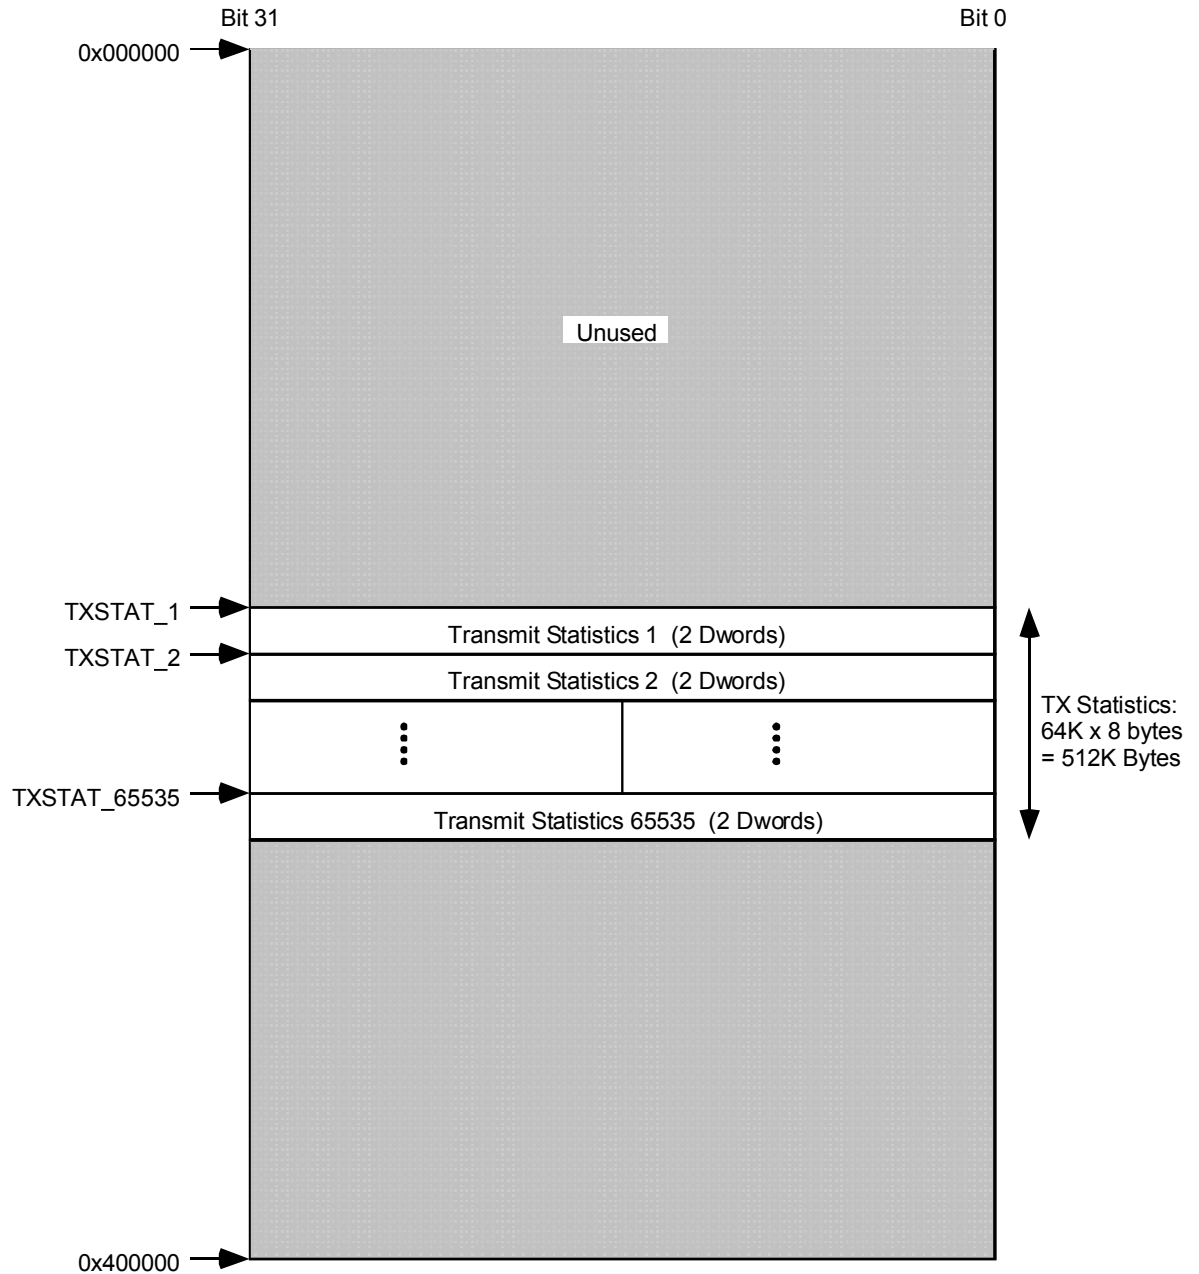 Bit 31
Bit 0
0x000000
Unused
TXSTAT_1
Transmit Statistics 1 (2 Dwords)
TXSTAT_2
Transmit Statistics 2 (2 Dwords)
TX Statistics:
64K x 8 bytes
= 512K Bytes
TXSTAT_65535
Transmit Statistics 65535 (2 Dwords)
0x400000